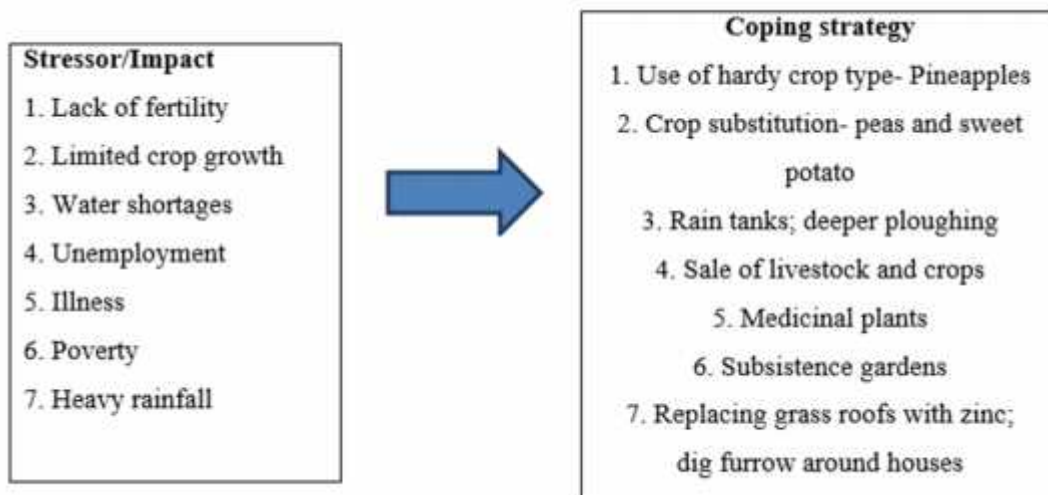 Stressor/Impact
1. Lack of fertility
2. Limited crop growth
3. Water shortages
4. Unemployment
5. Illness
6. Poverty
7. Heavy rainfall
Coping strategy
1. Use of hardy crop type- Pineapples
2. Crop substitution- peas and sweet
potato
3. Rain tanks; deeper ploughing
4. Sale of livestock and crops
5. Medicinal plants
6. Subsistence gardens
7. Replacing grass roofs with zinc;
dig furrow around houses